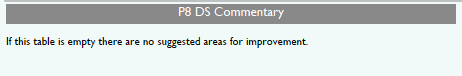 P8 DS Commentary
If this table is empty there are no suggested areas for improvement.